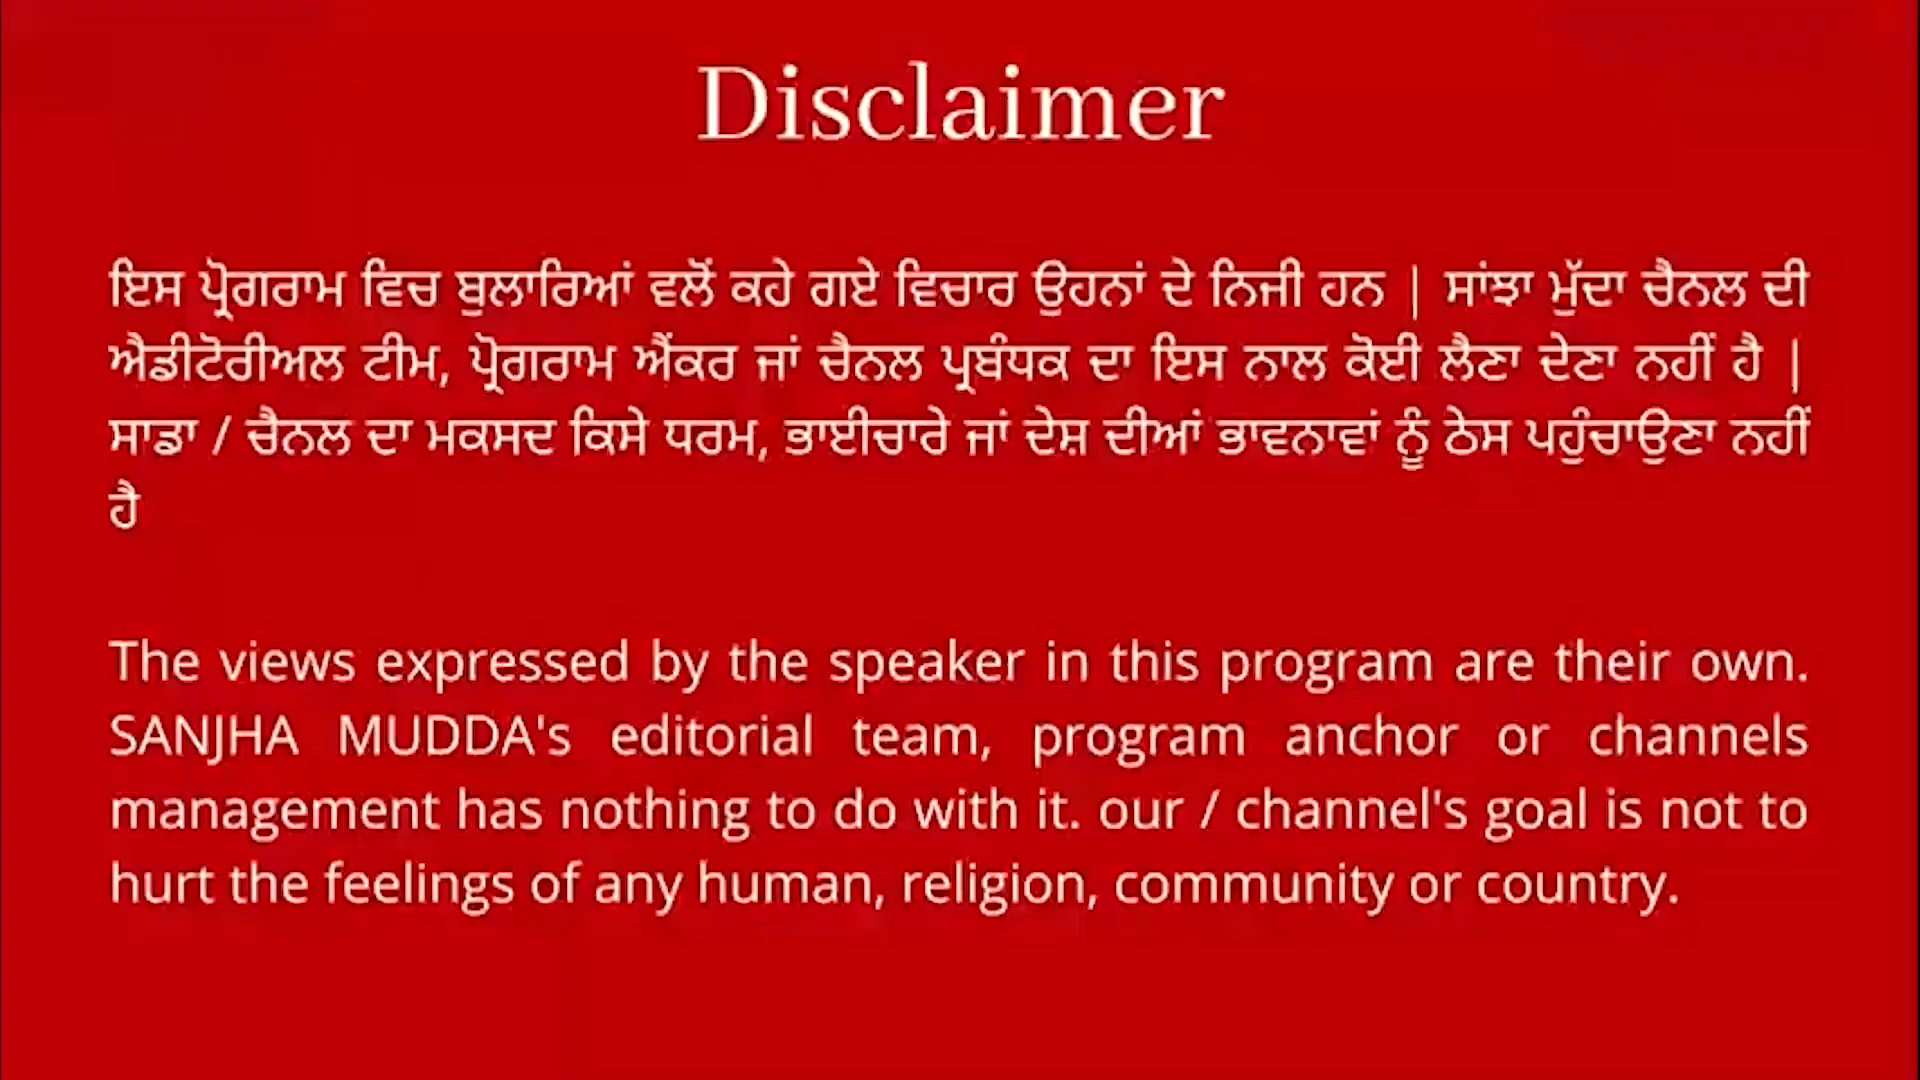 Disclaimer
ਇਸ ਪ੍ਰੋਗਰਾਮ ਵਿਚ ਬੁਲਾਰਿਆਂ ਵਲੋਂ ਕਹੇ ਗਏ ਵਿਚਾਰ ਉਹਨਾਂ ਦੇ ਨਿਜੀ ਹਨ | ਸਾਂਝਾ ਮੁੱਦਾ ਚੈਨਲ ਦੀ
ਐਡੀਟੋਰੀਅਲ ਟੀਮ, ਪ੍ਰੋਗਰਾਮ ਐਂਕਰ ਜਾਂ ਚੈਨਲ ਪ੍ਰਬੰਧਕ ਦਾ ਇਸ ਨਾਲ ਕੋਈ ਲੈਣਾ ਦੇਣਾ ਨਹੀਂ ਹੈ |
ਸਾਡਾ / ਚੈਨਲ ਦਾ ਮਕਸਦ ਕਿਸੇ ਧਰਮ, ਭਾਈਚਾਰੇ ਜਾਂ ਦੇਸ਼ ਦੀਆਂ ਭਾਵਨਾਵਾਂ ਨੂੰ ਠੇਸ ਪਹੁੰਚਾਉਣਾ ਨਹੀਂ
ਹੈ
The views expressed by the speaker in this program are their own.
SANJHA MUDDA's editorial team, program anchor or channels
management has nothing to do with it. our / channel's goal is not to
hurt the feelings of any human, religion, community or country.